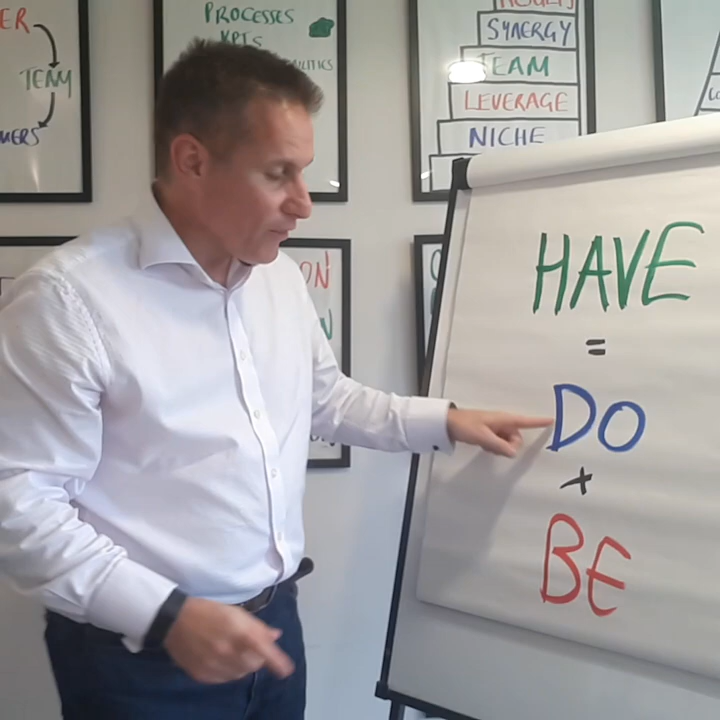 TEAM
PROCESSES
KPIS
SYNERGY
TEAM
LEVERAGE
NICHE
HAVE
=
DO
+
BE